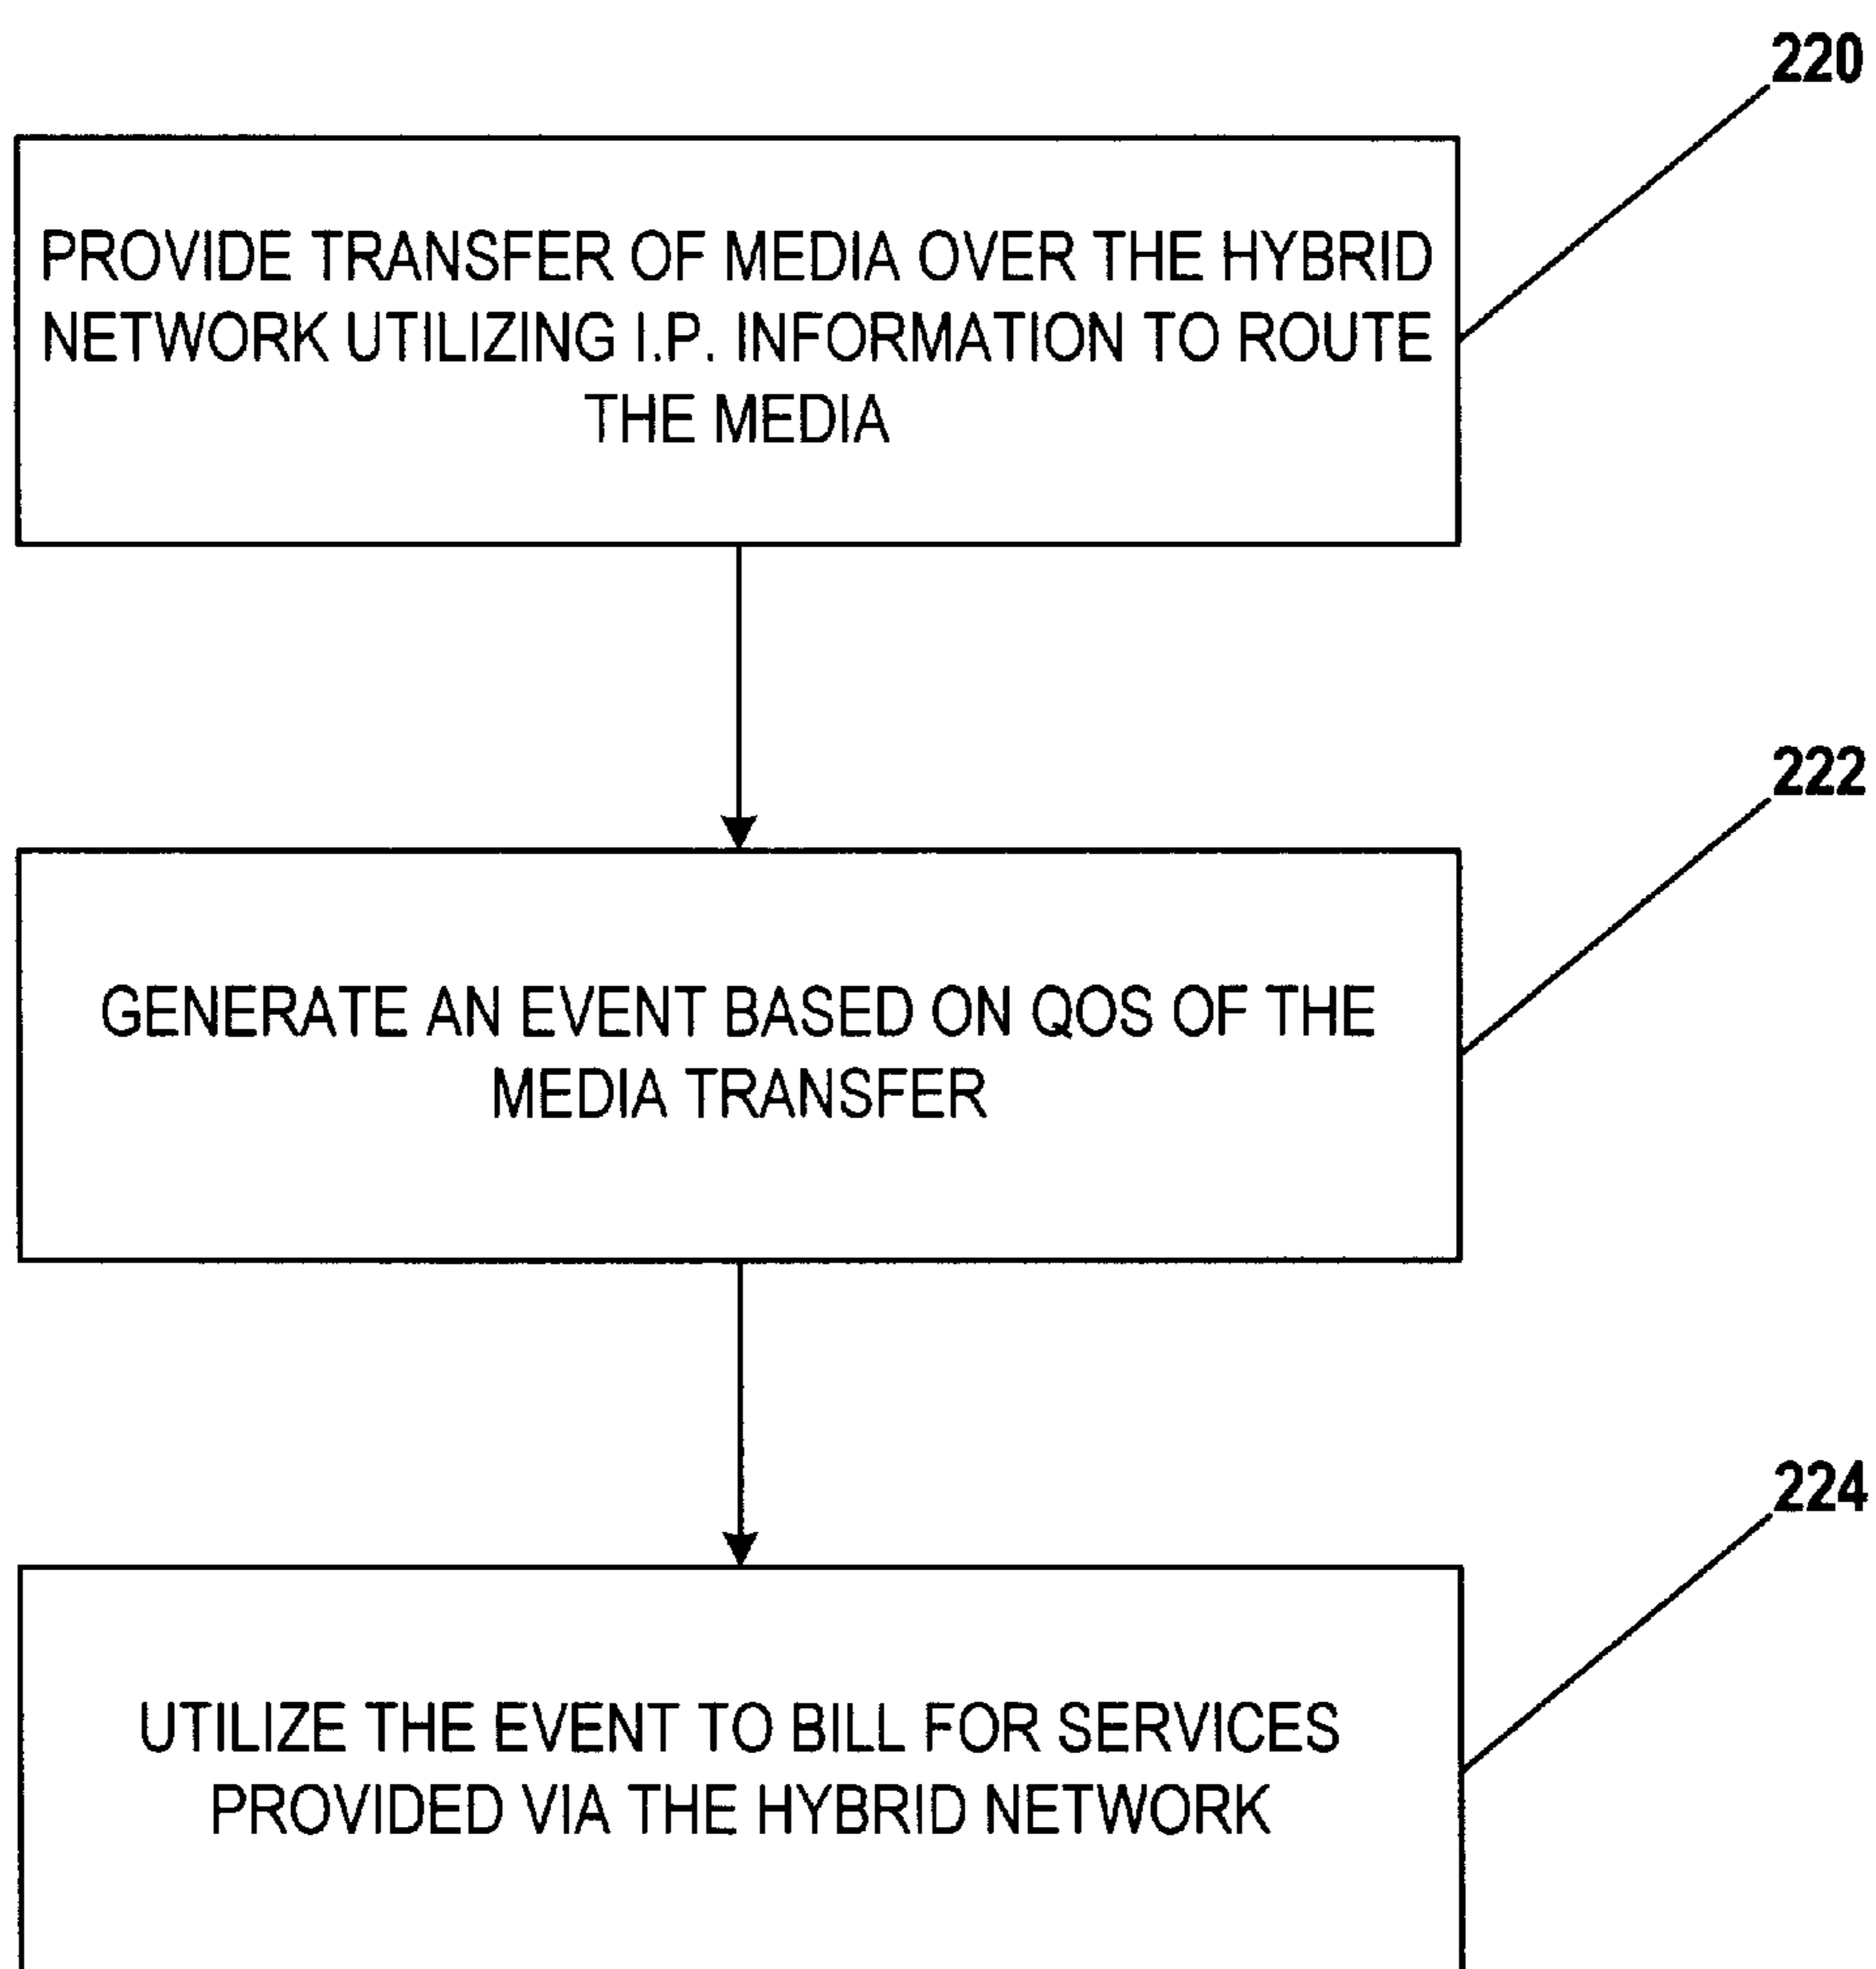 220
PROVIDE TRANSFER OF MEDIA OVER THE HYBRID
NETWORK UTILIZING I.P. INFORMATION TO ROUTE
THE MEDIA
222
GENERATE AN EVENT BASED ON QOS OF THE
MEDIA TRANSFER
224
UTILIZE THE EVENT TO BILL FOR SERVICES
PROVIDED VIA THE HYBRID NETWORK